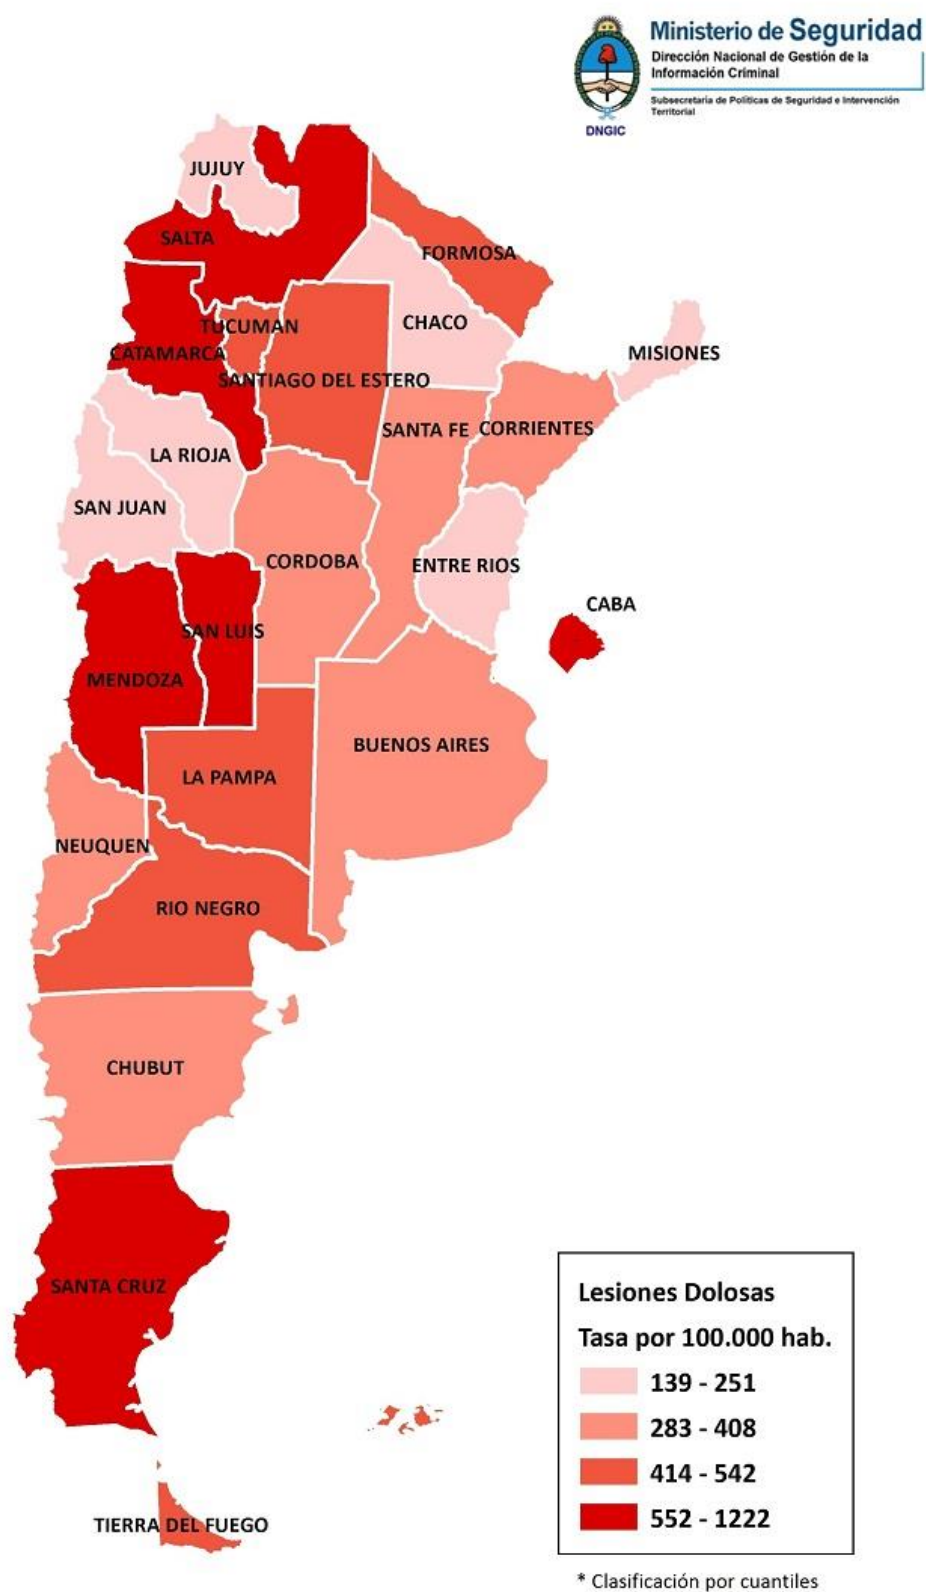 Ministerio de Seguridad
Dirección Nacional de Gestión de la
Información Criminal
Subsecretaría de Políticas de Seguridad e Intervención
Territorial
DNGIC
JUJUY
SALTA
FORMOSA
CHACO
TUCUMAN
MISIONES
CATAMARCA
SANTIAGO DEL ESTERO
SANTA FE
CORRIENTES
LA RIOJA
SAN JUAN
CORDOBA
ENTRE RIOS
CABA
SAN LUIS
MENDOZA
BUENOS AIRES
LA PAMPA
NEUQUEN
RIO NEGRO
CHUBUT
SANTA CRUZ
TIERRA DEL FUEGO
Lesiones Dolosas
Tasa por 100.000 hab.
139 - 251
283 - 408
414 - 542
552 - 1222
* Clasificación por cuantiles